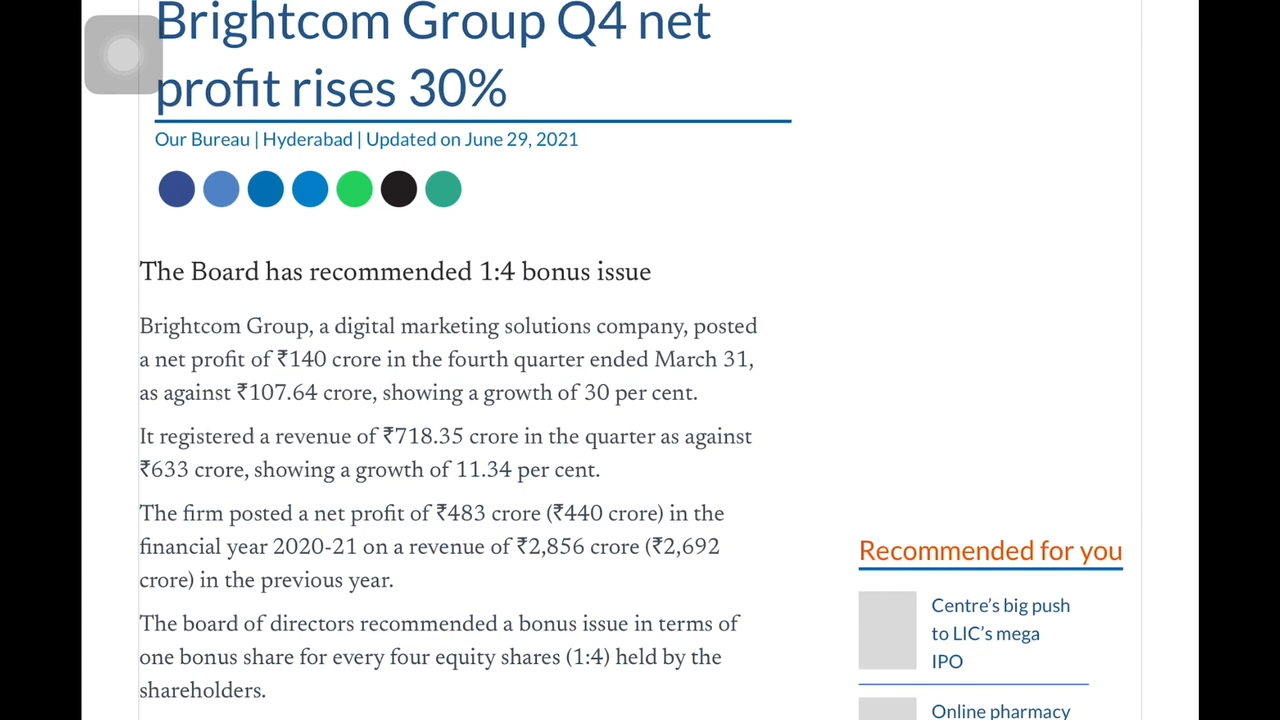 Brightcom Group Q4 net
profit rises 30%
Our Bureau | Hyderabad | Updated on June 29, 2021
The Board has recommended 1:4 bonus issue
Brightcom Group, a digital marketing solutions company, posted
a net profit of ₹140 crore in the fourth quarter ended March 31,
as against ₹107.64 crore, showing a growth of 30 per cent.
It registered a revenue of ₹718.35 crore in the quarter as against
₹633 crore, showing a growth of 11.34 per cent.
The firm posted a net profit of ₹483 crore (₹440 crore) in the
financial year 2020-21 on a revenue of ₹2,856 crore (₹2,692
crore) in the previous year.
The board of directors recommended a bonus issue in terms of
one bonus share for every four equity shares (1:4) held by the
shareholders.
Recommended for you
Centre's big push
to LIC's mega
IPO
Online pharmacy